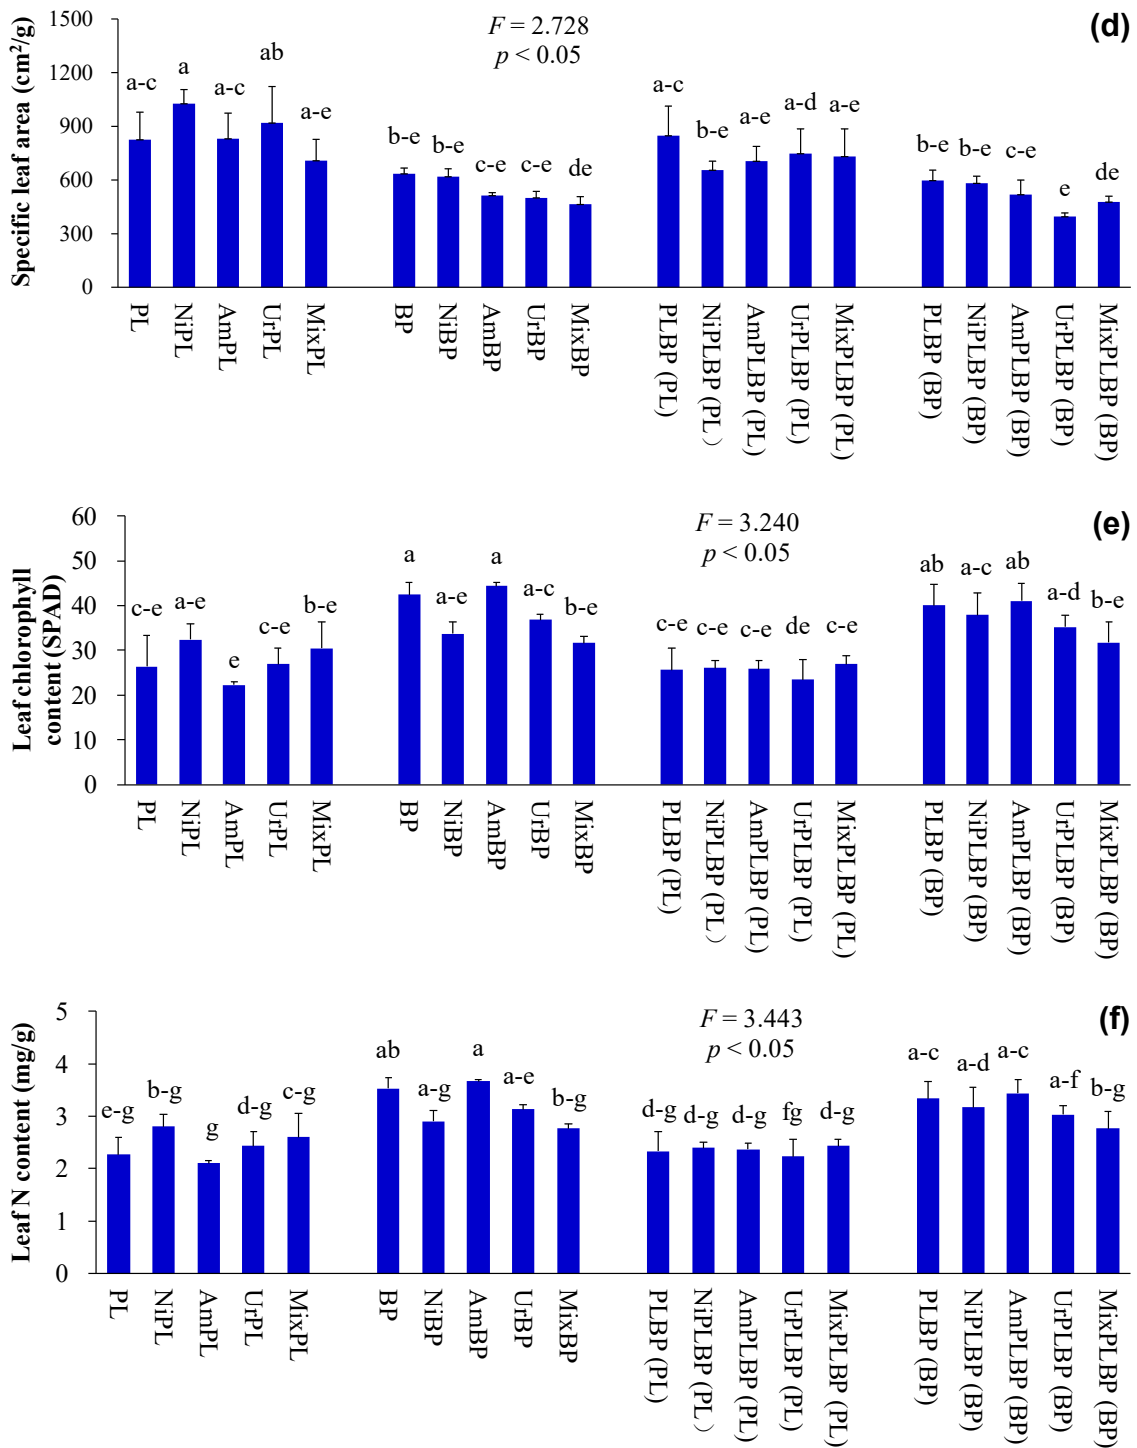 (d)
F = 2.728
p < 0.05
Specific leaf area (cm²/g)
1500
1200
900
600
300
0
a-c a a-c ab a-e b-e b-e c-e c-e de a-c b-e a-e a-d a-e b-e b-e c-e e de
PL NiPL AmPL UrPL MixPL BP NiBP AmBP UrBP MixBP PLBP (PL) NiPLBP (PL） AmPLBP (PL) UrPLBP (PL) MixPLBP (PL) PLBP (BP) NiPLBP (BP) AmPLBP (BP) UrPLBP (BP) MixPLBP (BP)
(e)
F = 3.240
p < 0.05
Leaf chlorophyll
content (SPAD)
60
50
40
30
20
10
0
c-e a-e e c-e b-e a a-e a a-c b-e c-e c-e c-e de c-e ab a-c ab a-d b-e
PL NiPL AmPL UrPL MixPL BP NiBP AmBP UrBP MixBP PLBP (PL) NiPLBP (PL） AmPLBP (PL) UrPLBP (PL) MixPLBP (PL) PLBP (BP) NiPLBP (BP) AmPLBP (BP) UrPLBP (BP) MixPLBP (BP)
(f)
F = 3.443
p < 0.05
Leaf N content (mg/g)
5
4
3
2
1
0
e-g b-g g d-g c-g ab a-g a a-e b-g d-g d-g d-g fg d-g a-c a-d a-c a-f b-g
PL NiPL AmPL UrPL MixPL BP NiBP AmBP UrBP MixBP PLBP (PL) NiPLBP (PL） AmPLBP (PL) UrPLBP (PL) MixPLBP (PL) PLBP (BP) NiPLBP (BP) AmPLBP (BP) UrPLBP (BP) MixPLBP (BP)